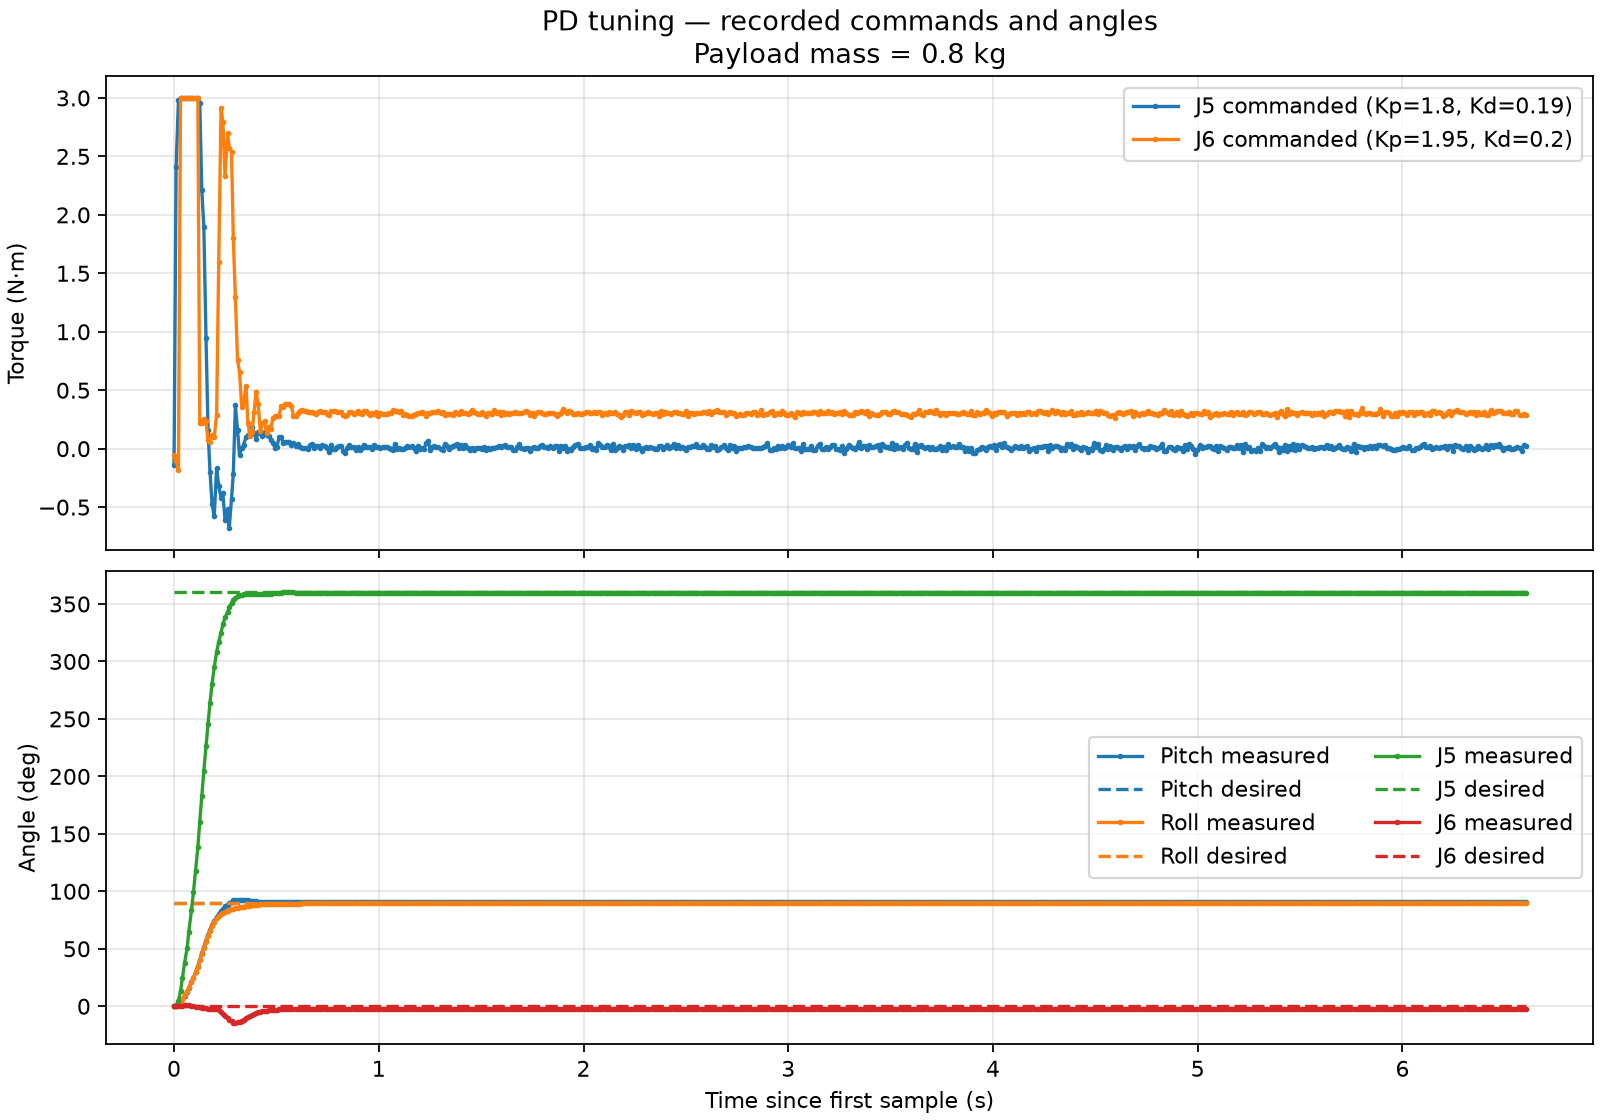 PD tuning — recorded commands and angles
Payload mass = 0.8 kg
3.0
2.5
2.0
1.5
1.0
0.5
0.0
−0.5
Torque (N·m)
J5 commanded (Kp=1.8, Kd=0.19)
J6 commanded (Kp=1.95, Kd=0.2)
350
300
250
200
150
100
50
0
Angle (deg)
Pitch measured
Pitch desired
Roll measured
Roll desired
J5 measured
J5 desired
J6 measured
J6 desired
0 1 2 3 4 5 6
Time since first sample (s)